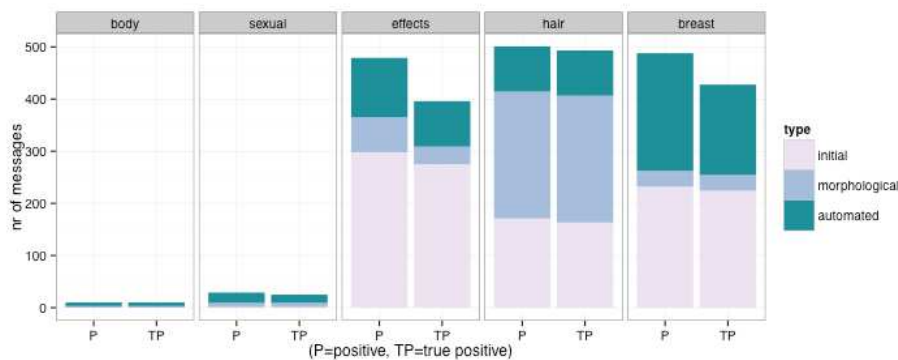 body sexual effects hair breast
500
400
300
200
100
0
nr of messages
P TP P TP P TP P TP P TP
(P=positive, TP=true positive)
type
initial
morphological
automated